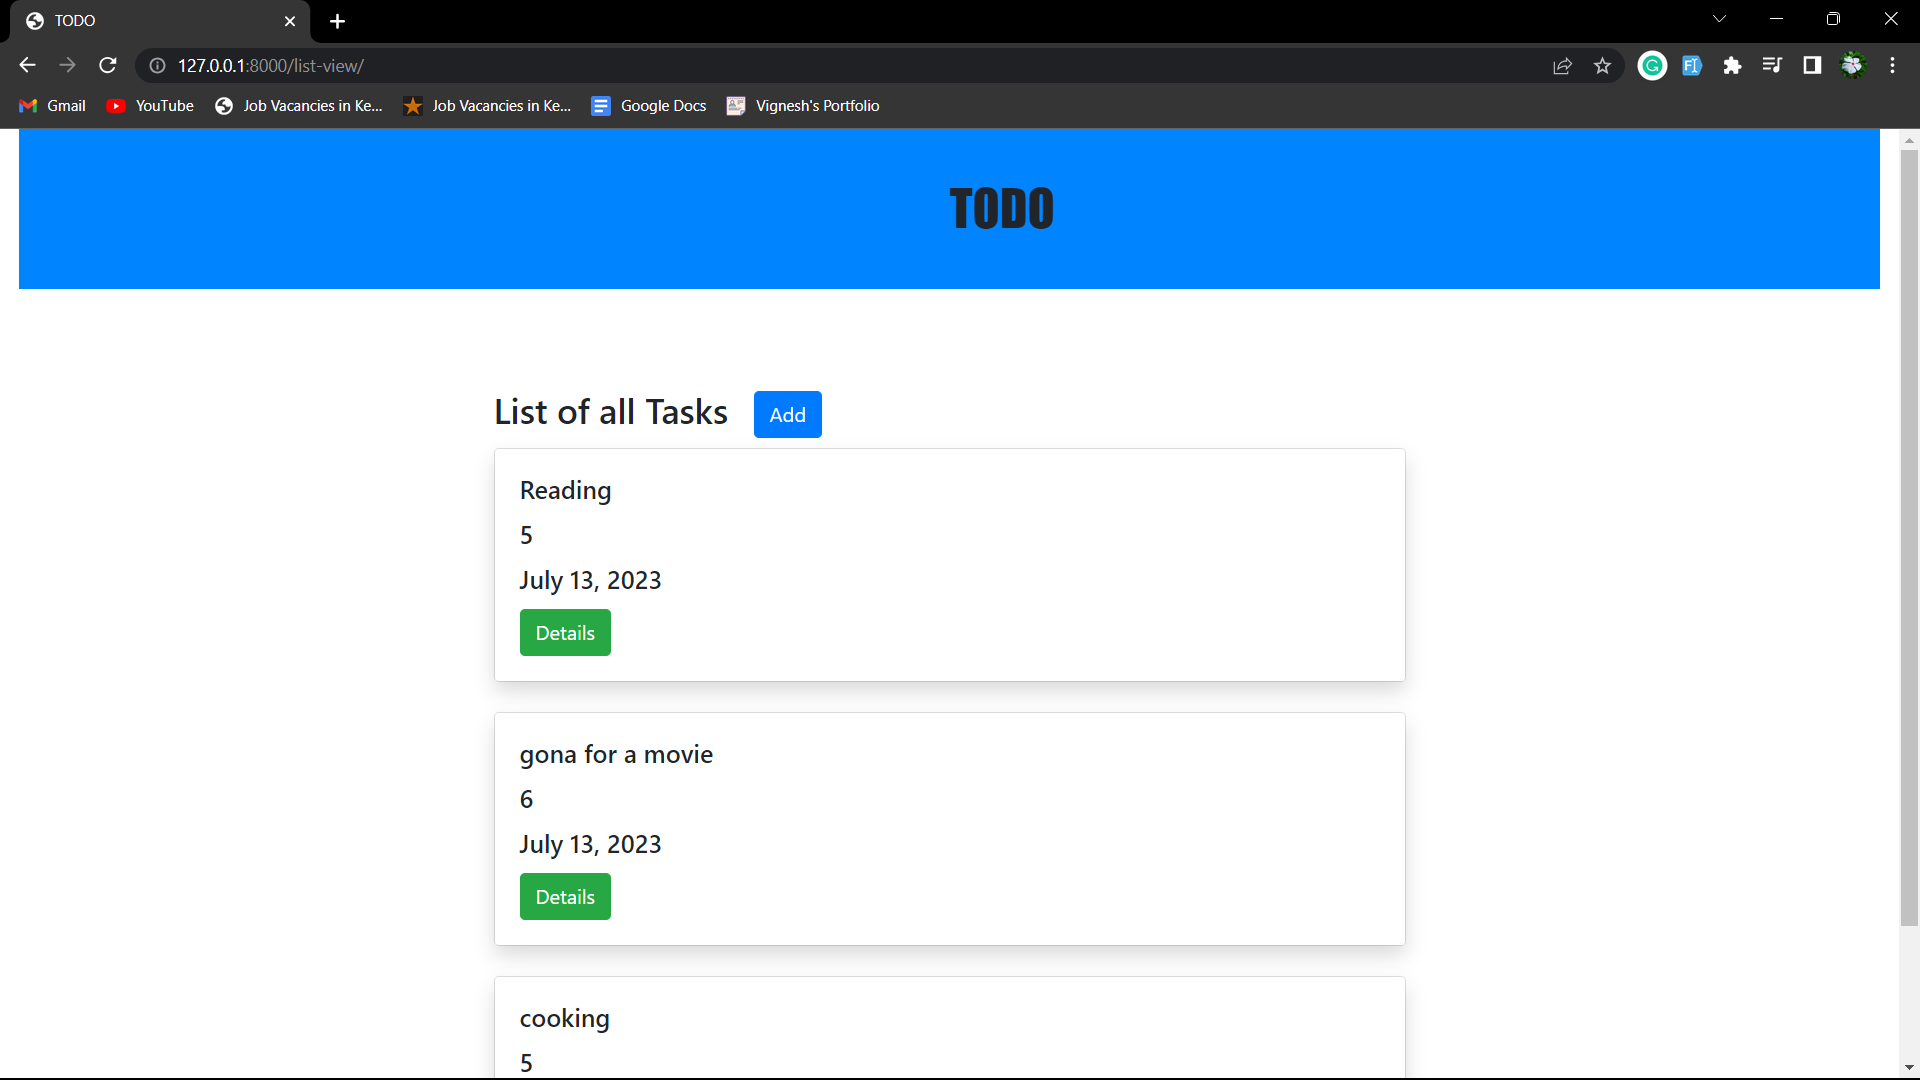 TODO
127.0.0.1:8000/list-view/
Gmail YouTube Job Vacancies in Ke... Job Vacancies in Ke... Google Docs Vignesh's Portfolio
TODO
List of all Tasks Add
Reading
5
July 13, 2023
Details
gona for a movie
6
July 13, 2023
Details
cooking
5